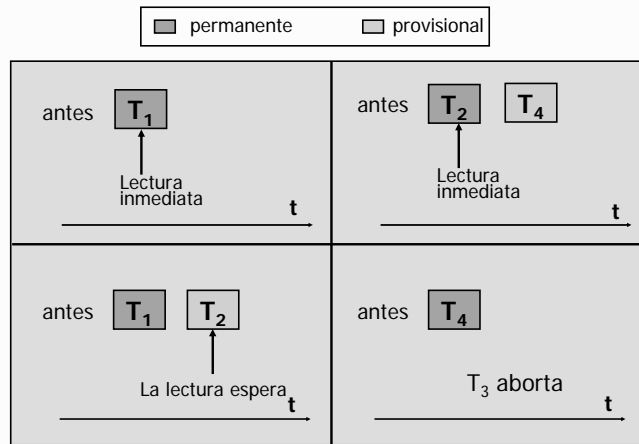 permanente provisional
antes T₁
Lectura
inmediata
t
antes T₂ T₄
Lectura
inmediata
t
antes T₁ T₂
La lectura espera
t
antes T₄
T₃ aborta
t